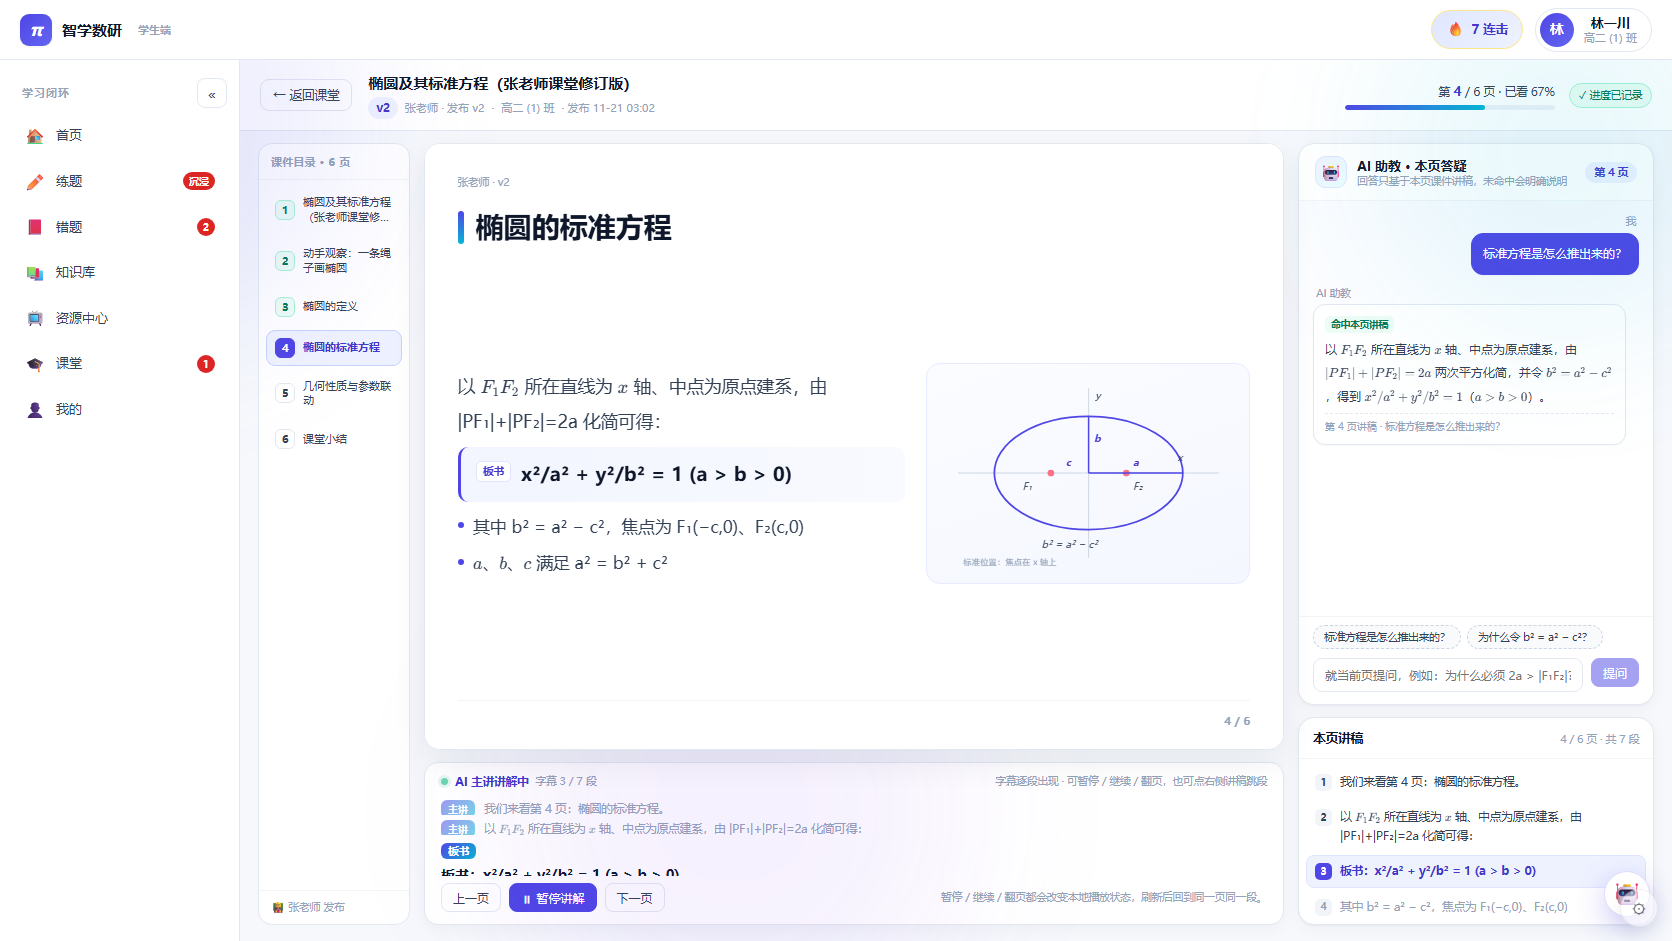 π 智学数研 学生端
🔥 7 连击
林 林一川
高二 (1) 班
学习闭环 «
首页
练题 沉浸
错题 2
知识库
资源中心
课堂 1
我的
← 返回课堂
椭圆及其标准方程（张老师课堂修订版）
v2 张老师 · 发布 v2 · 高二 (1) 班 · 发布 11-21 03:02
第 4 / 6 页 · 已看 67%
✓ 进度已记录
课件目录 • 6 页
1 椭圆及其标准方程
（张老师课堂修...
2 动手观察：一条绳
子画椭圆
3 椭圆的定义
4 椭圆的标准方程
5 几何性质与参数联
动
6 课堂小结
张老师 发布
张老师 · v2
椭圆的标准方程
以 F₁F₂ 所在直线为 x 轴、中点为原点建系，由
|PF₁|+|PF₂|=2a 化简可得：
板书 x²/a² + y²/b² = 1 (a > b > 0)
• 其中 b² = a² − c²，焦点为 F₁(−c,0)、F₂(c,0)
• a、b、c 满足 a² = b² + c²
y
b
c a x
F₁ F₂
b² = a² − c²
标准位置：焦点在 x 轴上
4 / 6
AI 主讲讲解中 字幕 3 / 7 段
字幕逐段出现 · 可暂停 / 继续 / 翻页，也可点右侧讲稿跳段
主讲 我们来看第 4 页：椭圆的标准方程。
主讲 以 F₁F₂ 所在直线为 x 轴、中点为原点建系，由 |PF₁|+|PF₂|=2a 化简可得：
板书
板书：x²/a² + y²/b² = 1 (a > b > 0)
上一页 ⏸ 暂停讲解 下一页
暂停 / 继续 / 翻页都会改变本地播放状态，刷新后回到同一页同一段。
AI 助教 • 本页答疑
回答只基于本页课件讲稿，未命中会明确说明
第 4 页
我
标准方程是怎么推出来的？
AI 助教
命中本页讲稿
以 F₁F₂ 所在直线为 x 轴、中点为原点建系，由
|PF₁| + |PF₂| = 2a 两次平方化简，并令 b² = a² − c²
，得到 x²/a² + y²/b² = 1（a > b > 0）。
第 4 页讲稿 · 标准方程是怎么推出来的？
标准方程是怎么推出来的？ 为什么令 b² = a² − c²?
就当前页提问，例如：为什么必须 2a > |F₁F₂|? 提问
本页讲稿 4 / 6 页 · 共 7 段
1 我们来看第 4 页：椭圆的标准方程。
2 以 F₁F₂ 所在直线为 x 轴、中点为原点建系，由
|PF₁|+|PF₂|=2a 化简可得：
3 板书：x²/a² + y²/b² = 1 (a > b > 0)
4 其中 b² = a² − c²，焦点为 F₁(−c,0)、F₂(c,0)